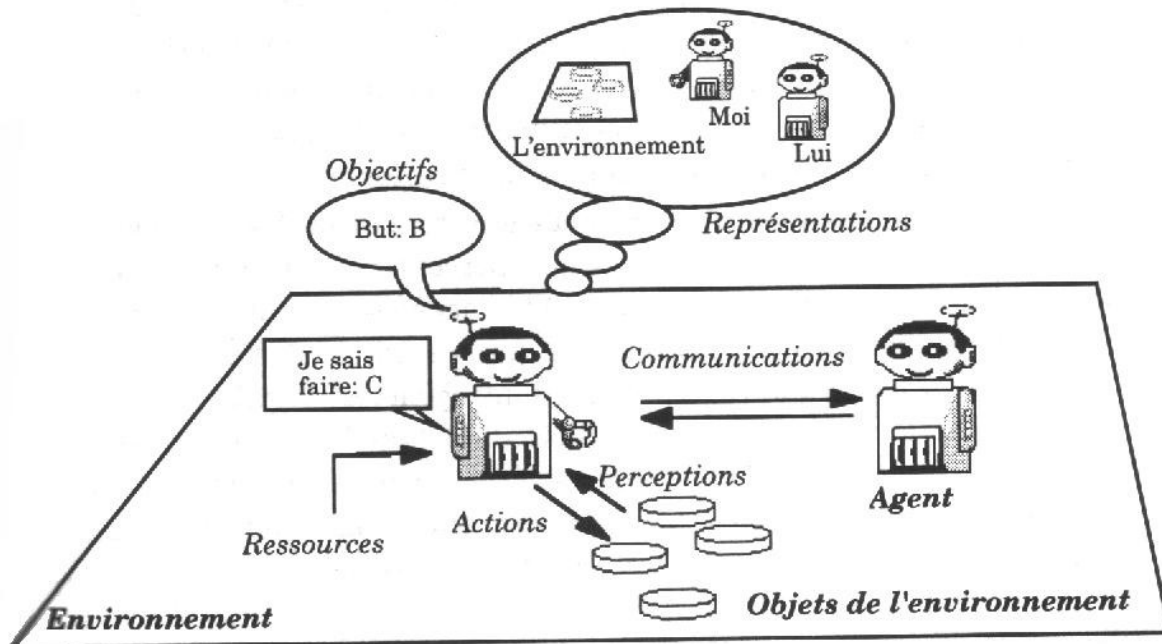 Moi
L'environnement
Lui
Objectifs
But: B
Représentations
Je sais
faire: C
Communications
Perceptions
Agent
Actions
Ressources
Environnement
Objets de l'environnement